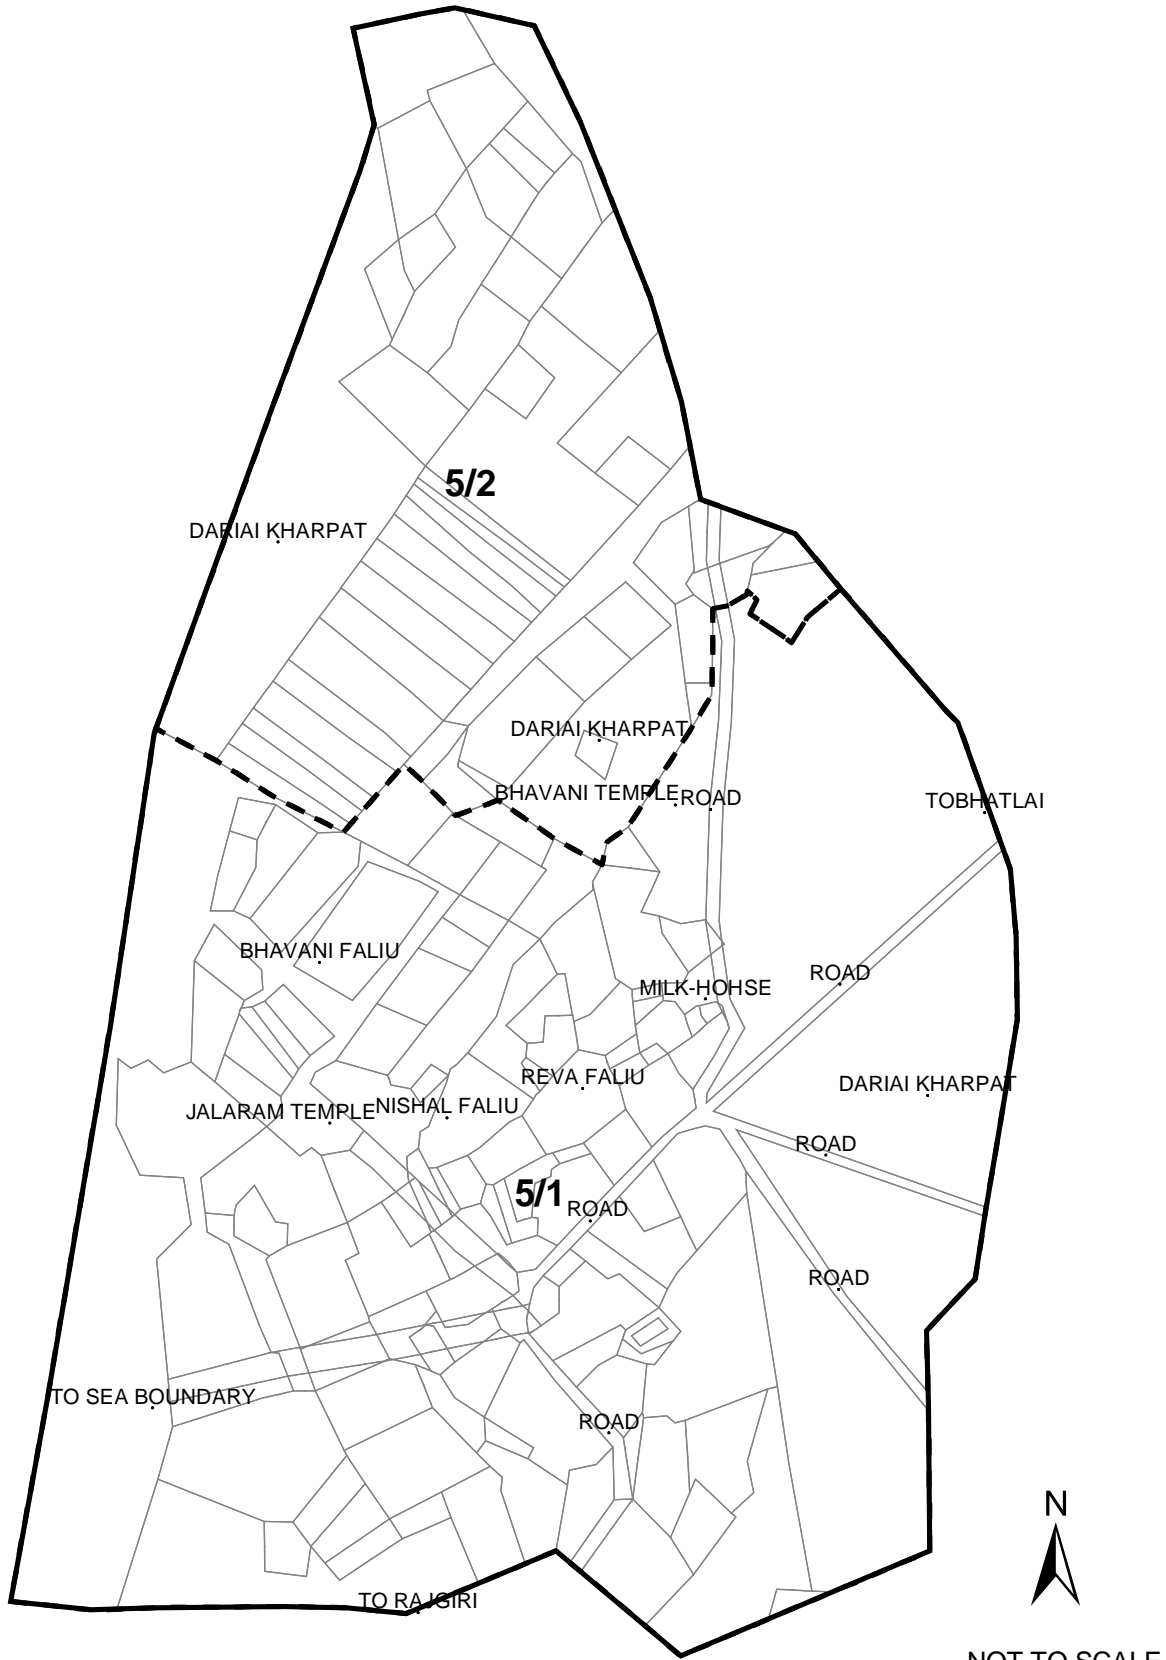 5/2
DARIAI KHARPAT
DARIAI KHARPAT
BHAVANI TEMPLE
ROAD
TOBHATLAI
BHAVANI FALIU
ROAD
MILK-HOHSE
REVA FALIU
DARIAI KHARPAT
JALARAM TEMPLE
NISHAL FALIU
ROAD
5/1
ROAD
ROAD
TO SEA BOUNDARY
ROAD
N
TO RAJGIRI
NOT TO SCALE